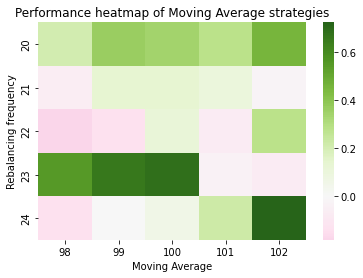 Performance heatmap of Moving Average strategies
Rebalancing frequency
20
21
22
23
24
98 99 100 101 102
Moving Average
0.6
0.4
0.2
0.0